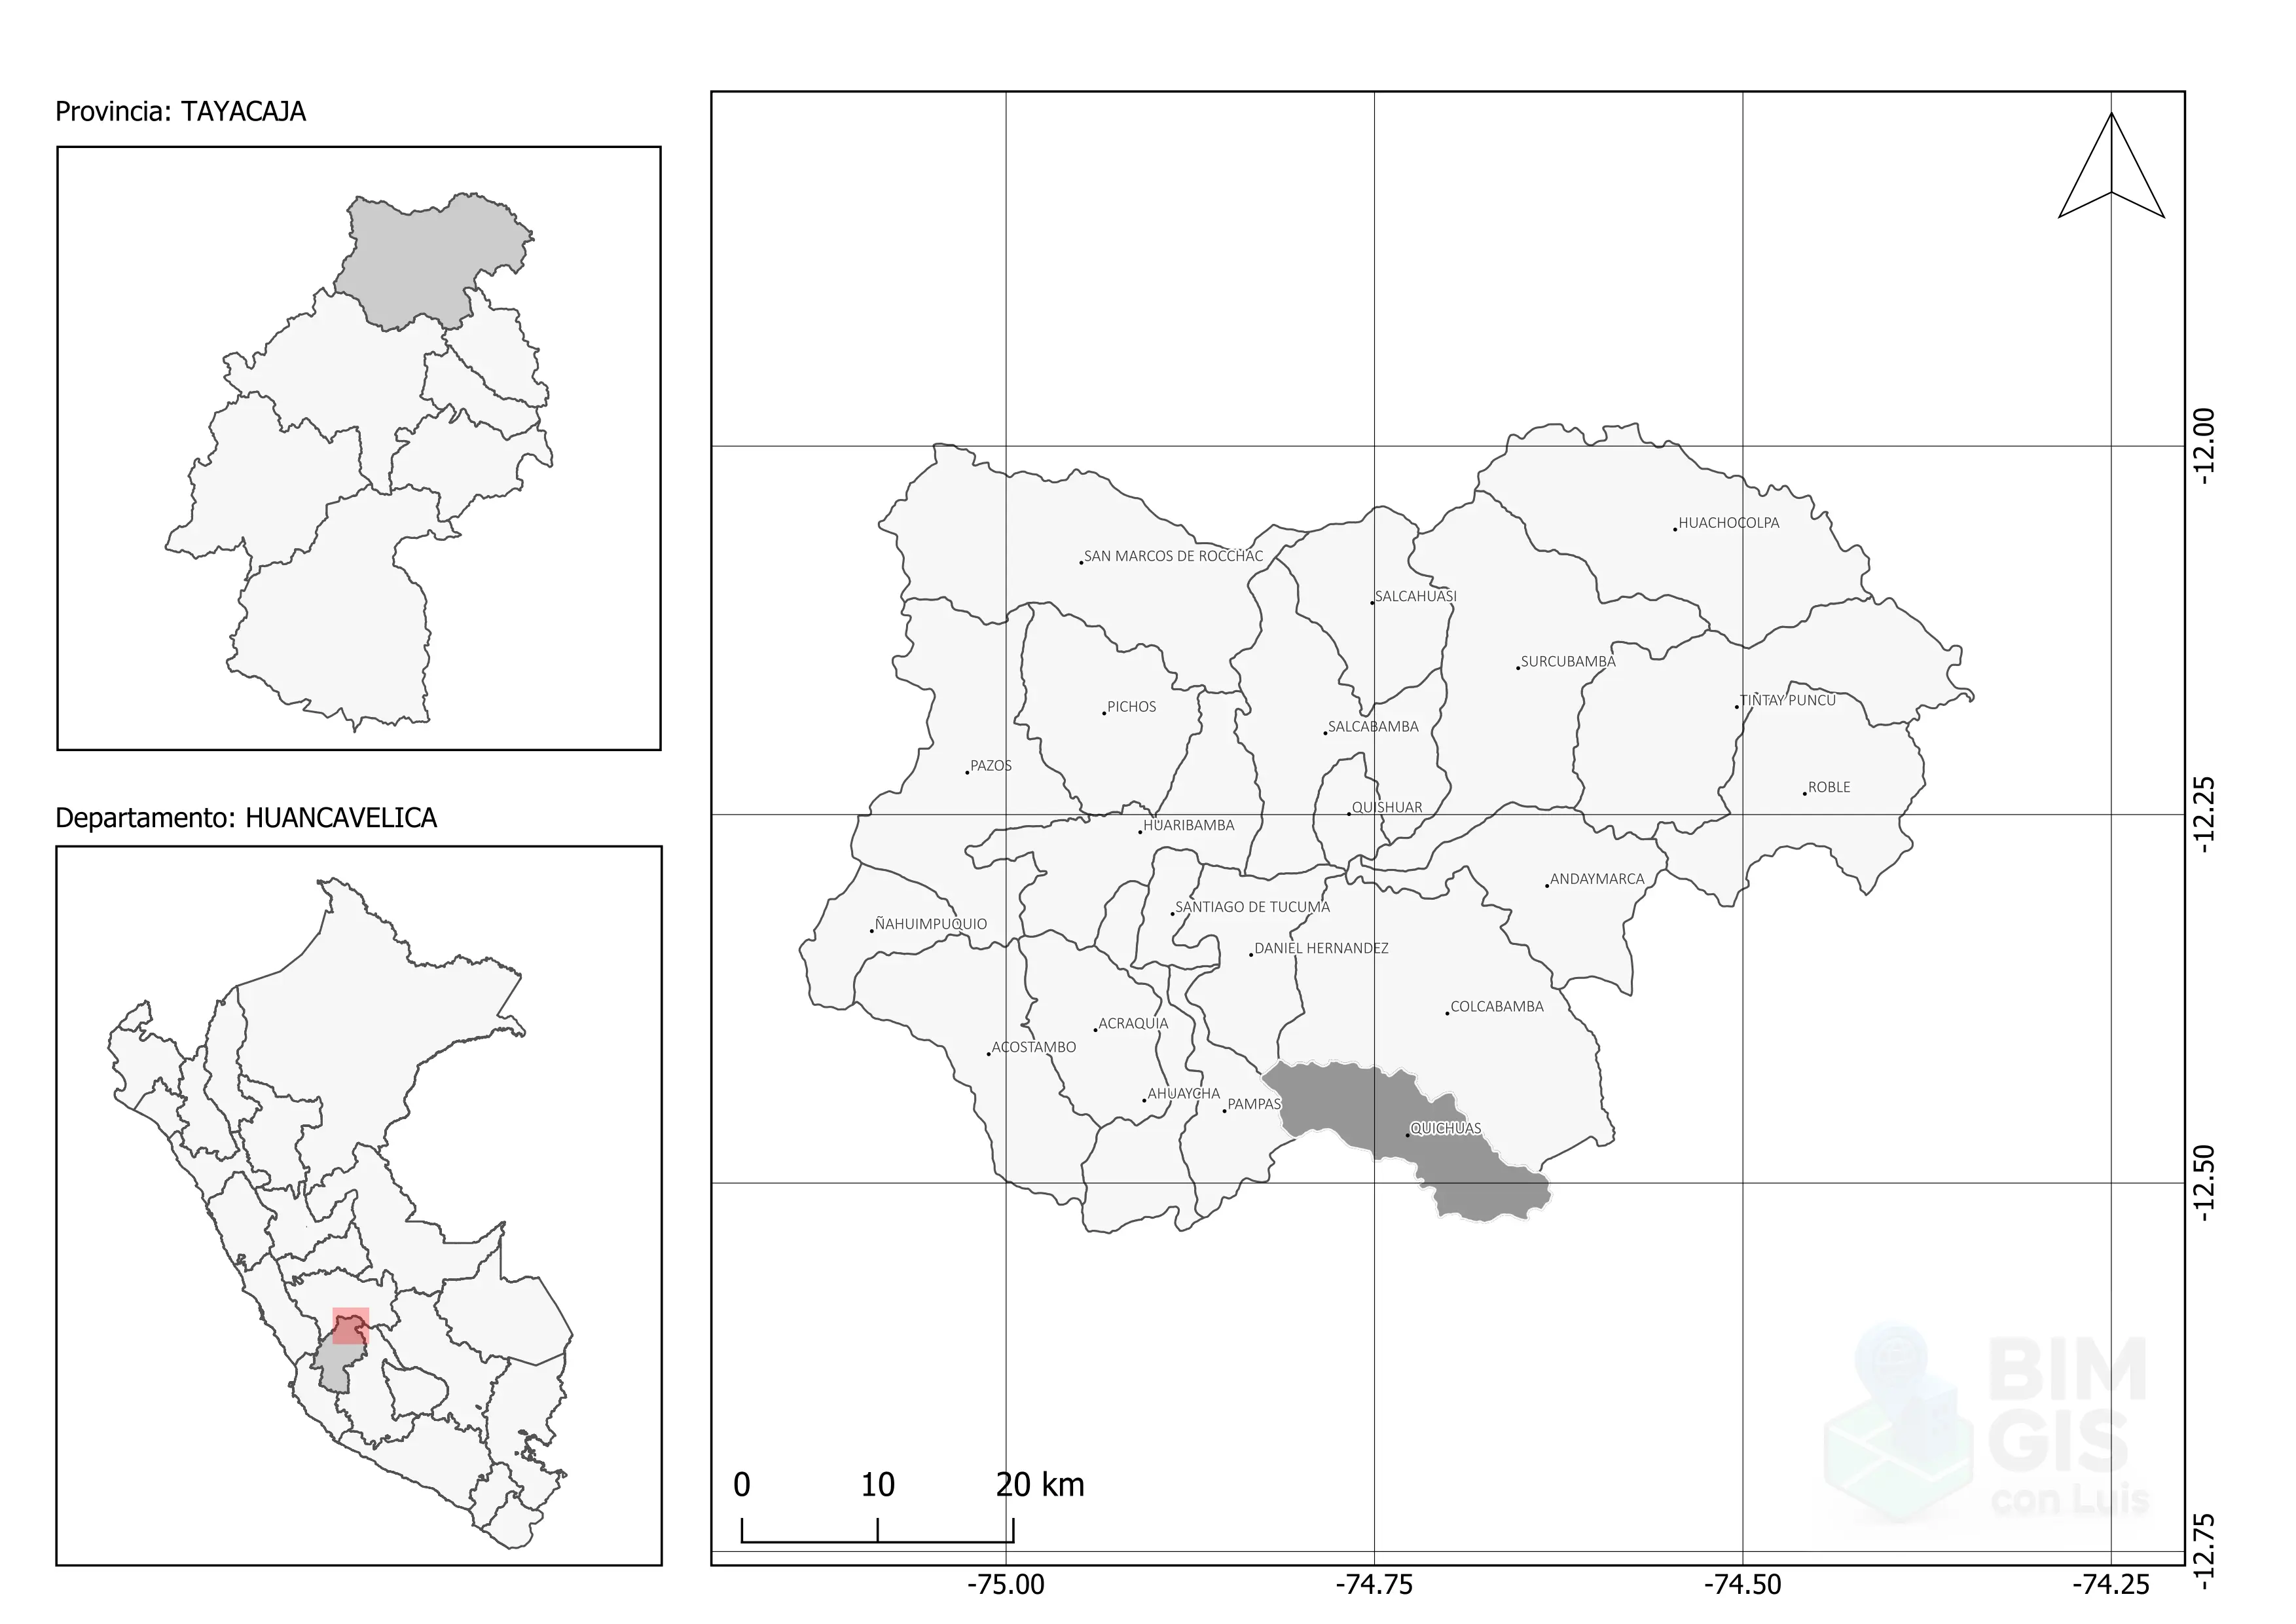 Provincia: TAYACAJA
Departamento: HUANCAVELICA
HUACHOCOLPA
SAN MARCOS DE ROCCHAC
SALCAHUASI
SURCUBAMBA
TINTAY PUNCU
PICHOS
SALCABAMBA
PAZOS
ROBLE
QUISHUAR
HUARIBAMBA
ANDAYMARCA
SANTIAGO DE TUCUMA
ÑAHUIMPUQUIO
DANIEL HERNANDEZ
COLCABAMBA
ACRAQUIA
ACOSTAMBO
AHUAYCHA
PAMPAS
QUICHUAS
-12.00
-12.25
-12.50
-12.75
0 10 20 km
-75.00 -74.75 -74.50 -74.25
BIM
GIS
con Luis